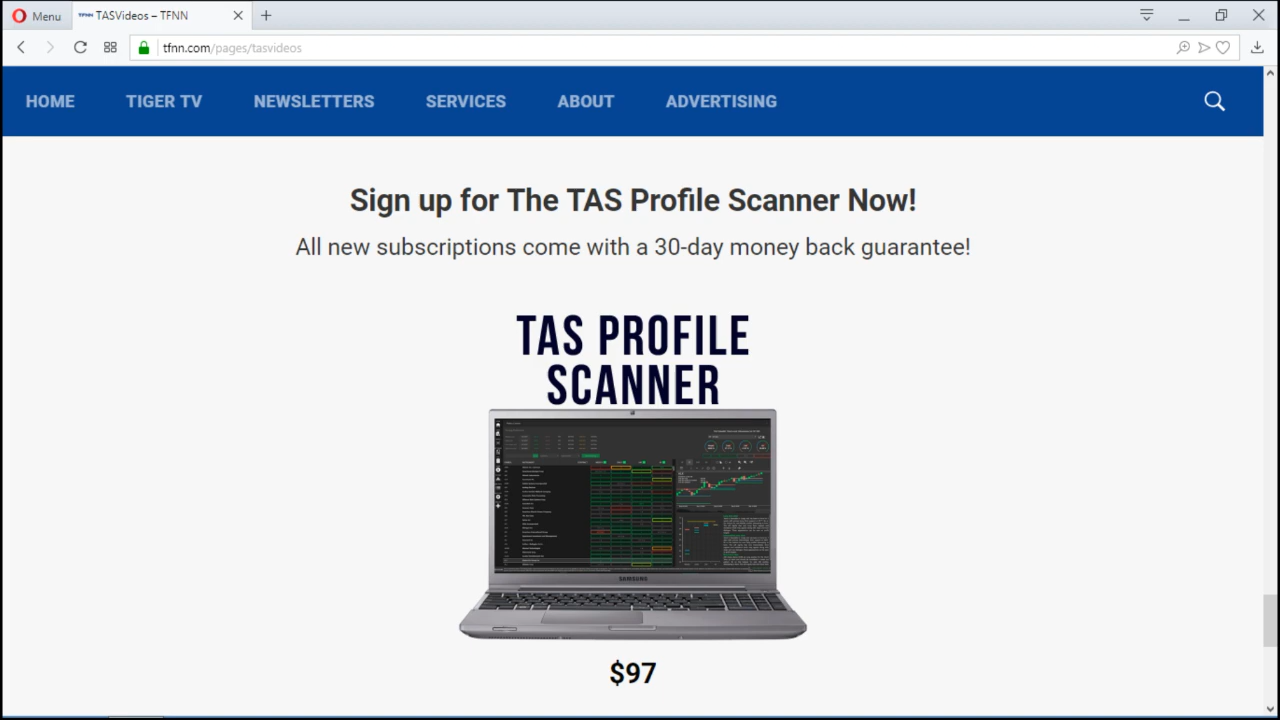 Menu
TFNN TASVideos – TFNN
tfnn.com/pages/tasvideos
HOME TIGER TV NEWSLETTERS SERVICES ABOUT ADVERTISING
Sign up for The TAS Profile Scanner Now!
All new subscriptions come with a 30-day money back guarantee!
TAS PROFILE
SCANNER
SAMSUNG
$97